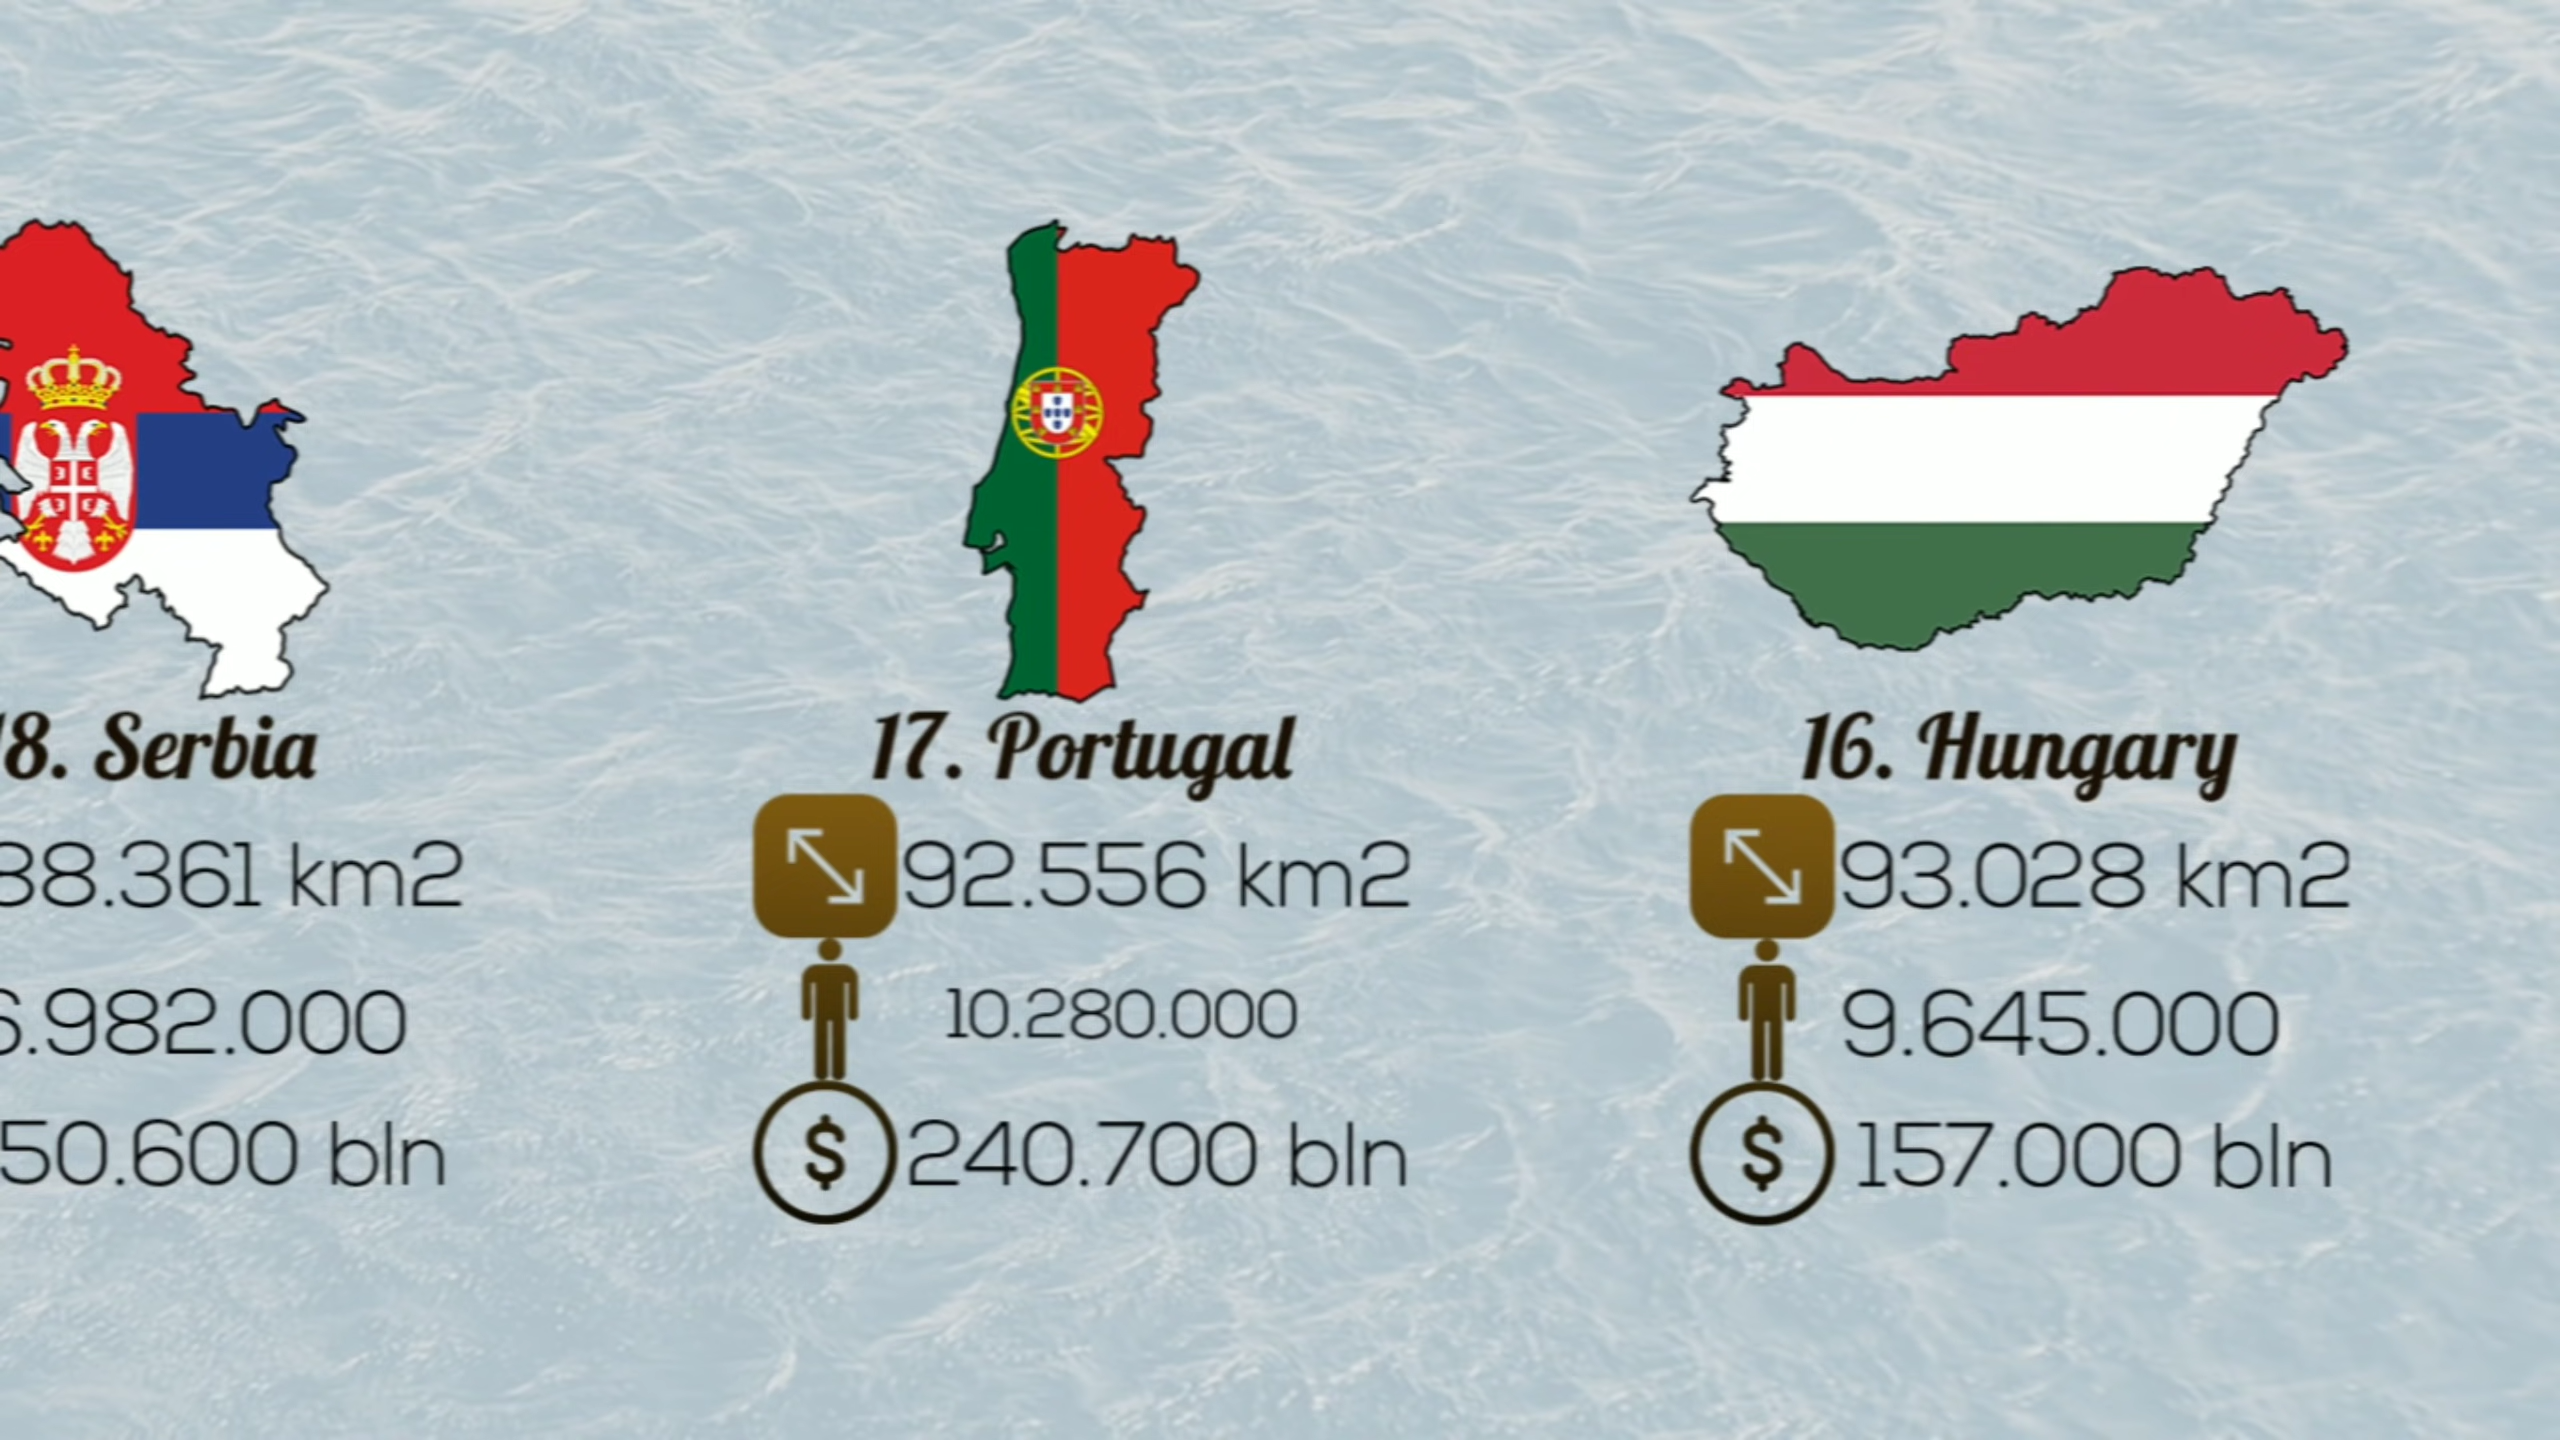 18. Serbia
88.361 km2
6.982.000
50.600 bln
17. Portugal
92.556 km2
10.280.000
$ 240.700 bln
16. Hungary
93.028 km2
9.645.000
$ 157.000 bln